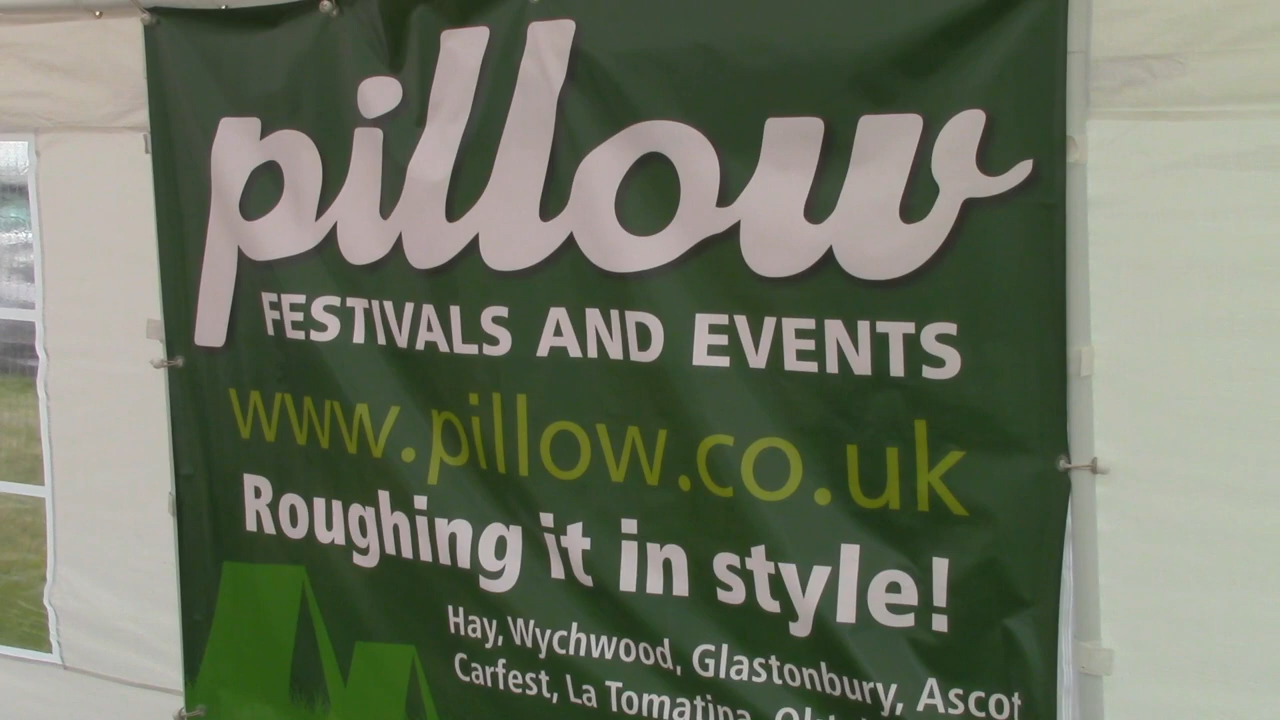 pillow
FESTIVALS AND EVENTS
www.pillow.co.uk
Roughing it in style!
Hay, Wychwood, Glastonbury, Ascot
Carfest, La Tomatina,